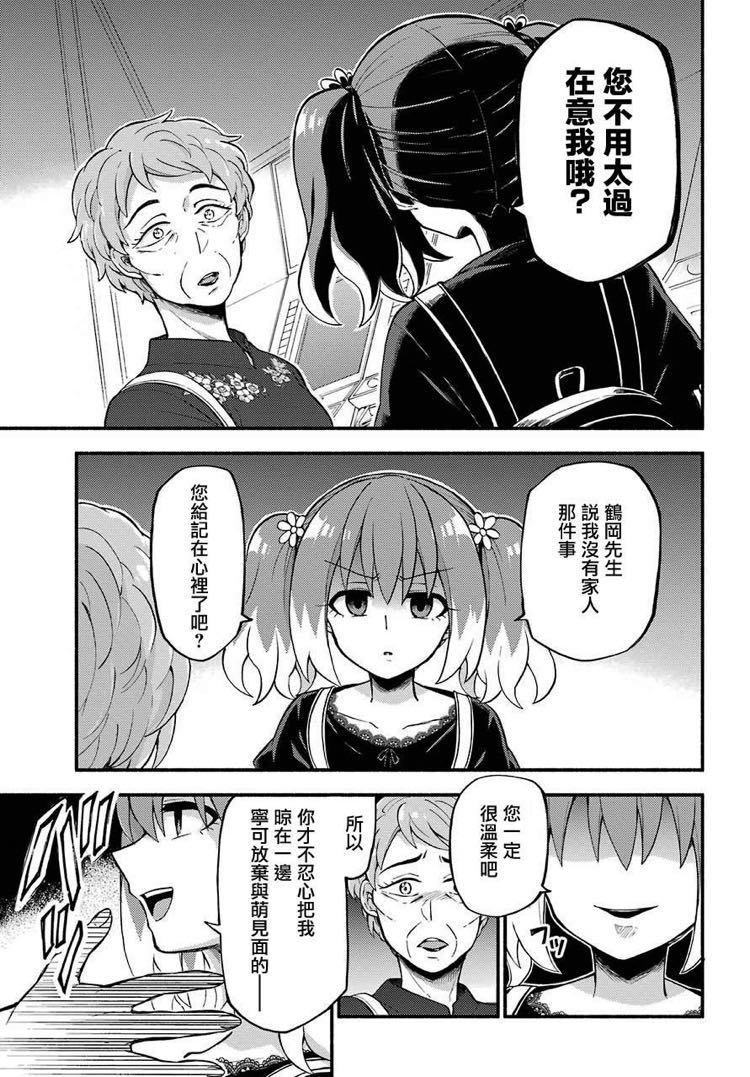 您不用太過
在意我哦？
鶴岡先生
説我沒有家人
那件事
您給記在心裡了吧？
您一定
很溫柔吧
フッ
所以
你才不忍心把我
晾在一邊
寧可放棄與萌見面的──